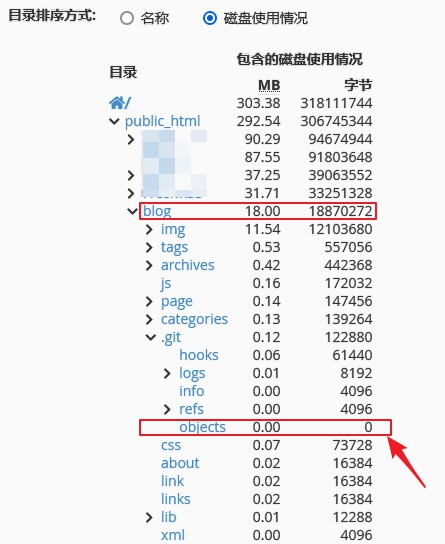 目录排序方式: 名称 磁盘使用情况
包含的磁盘使用情况
目录
MB 字节
/ 303.38 318111744
public_html 292.54 306745344
90.29 94674944
87.55 91803648
37.25 39063552
31.71 33251328
blog 18.00 18870272
img 11.54 12103680
tags 0.53 557056
archives 0.42 442368
js 0.16 172032
page 0.14 147456
categories 0.13 139264
.git 0.12 122880
hooks 0.06 61440
logs 0.01 8192
info 0.00 4096
refs 0.00 4096
objects 0.00 0
css 0.07 73728
about 0.02 16384
link 0.02 16384
links 0.02 16384
lib 0.01 12288
xml 0.00 4096